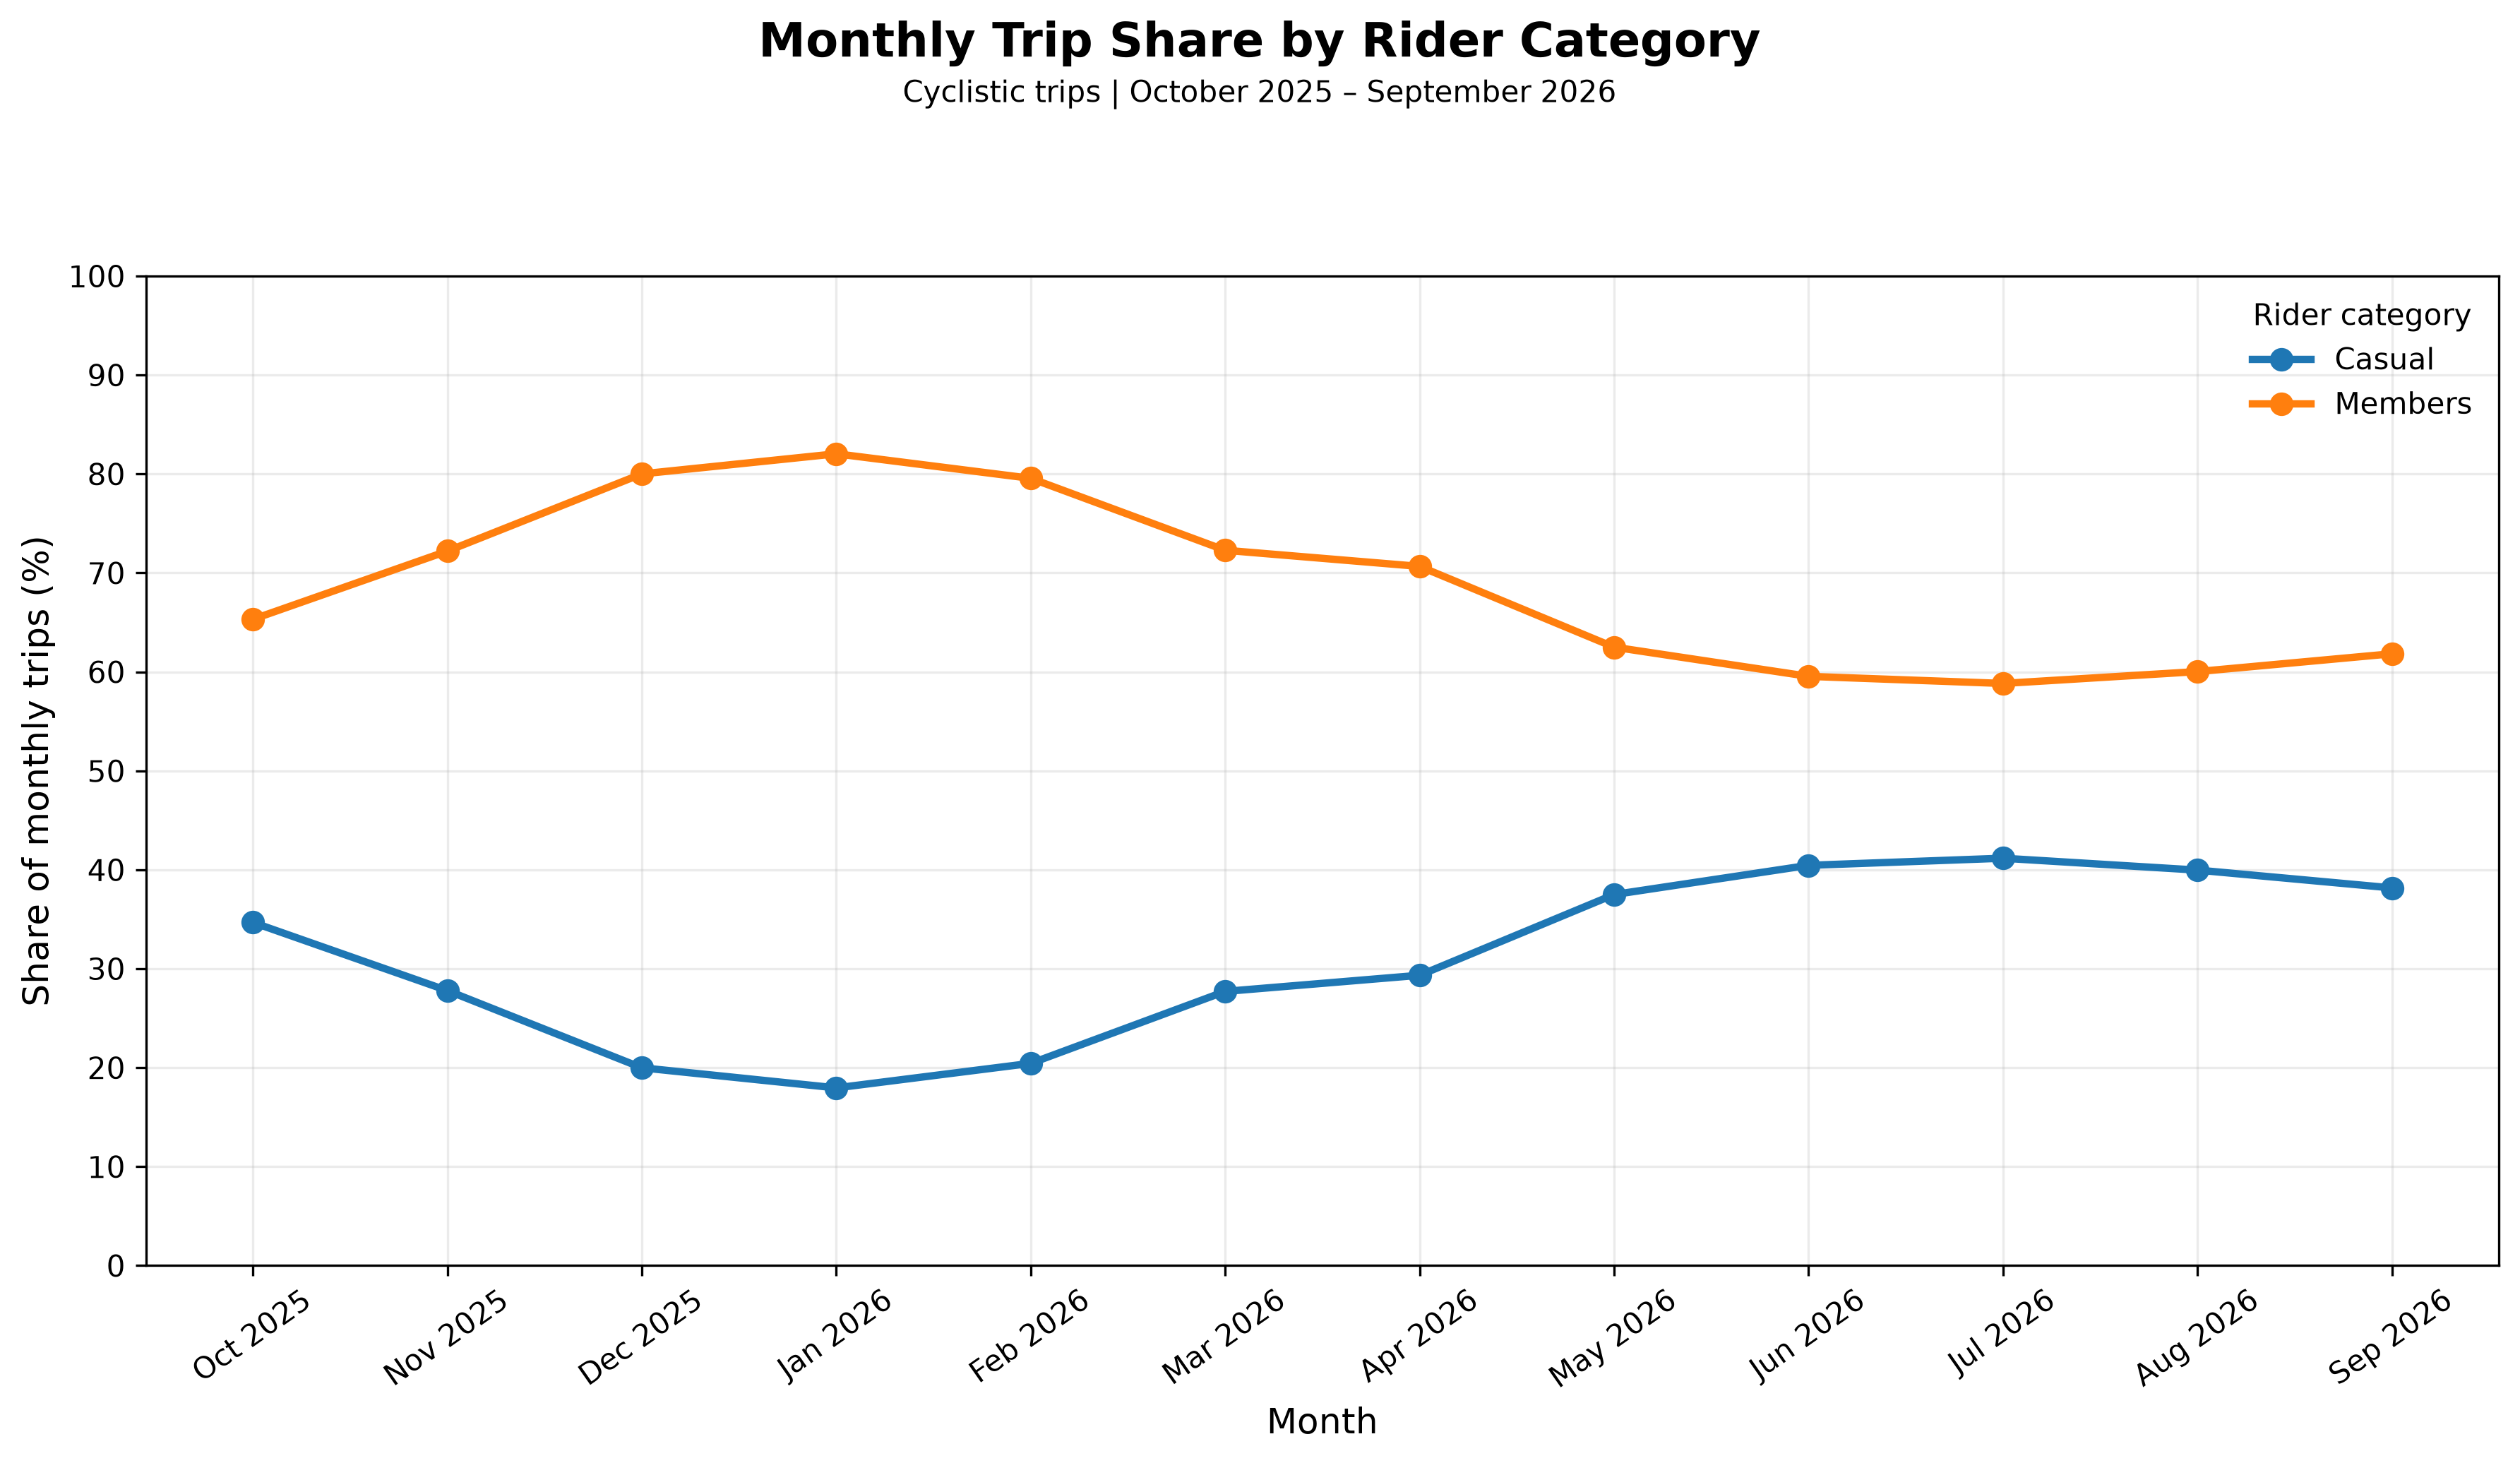 Monthly Trip Share by Rider Category
Cyclistic trips | October 2025 – September 2026
Rider category
Casual
Members
Share of monthly trips (%)
100
90
80
70
60
50
40
30
20
10
0
Oct 2025
Nov 2025
Dec 2025
Jan 2026
Feb 2026
Mar 2026
Apr 2026
May 2026
Jun 2026
Jul 2026
Aug 2026
Sep 2026
Month